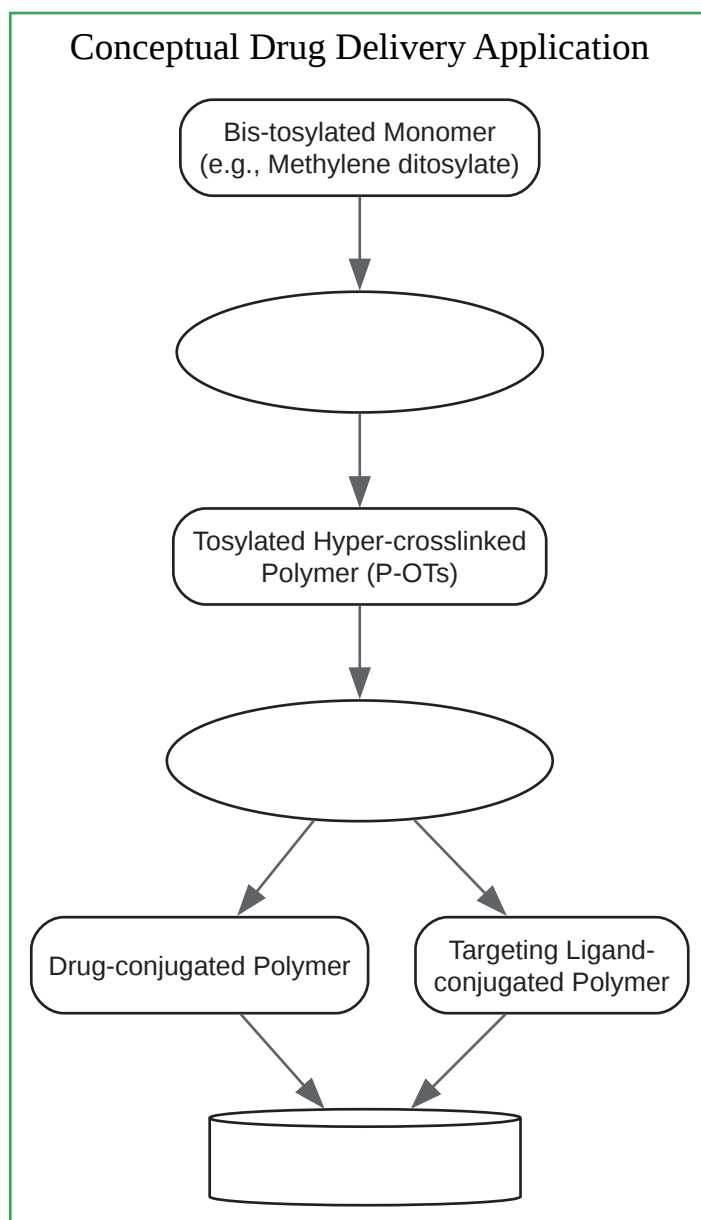 Conceptual Drug Delivery Application
Bis-tosylated Monomer
(e.g., Methylene ditosylate)
Tosylated Hyper-crosslinked
Polymer (P-OTs)
Drug-conjugated Polymer
Targeting Ligand-
conjugated Polymer